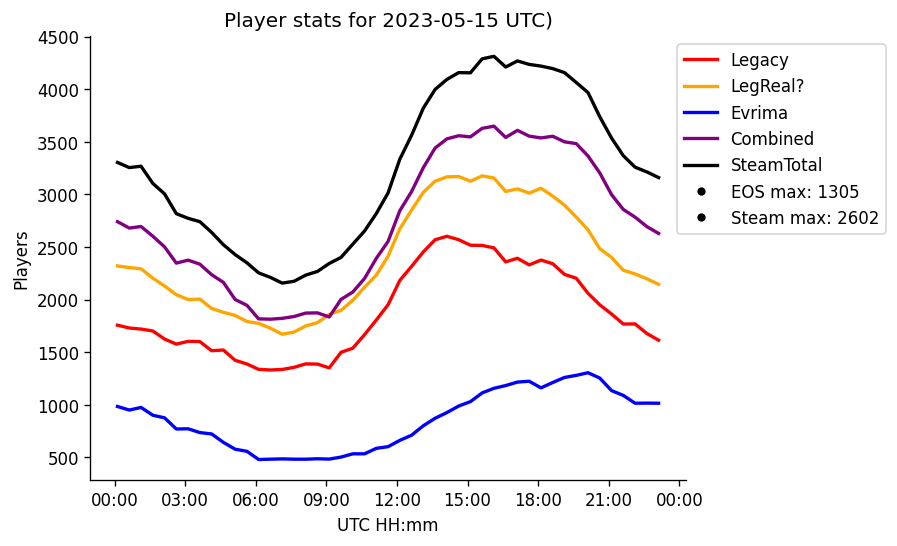 Player stats for 2023-05-15 UTC)
4500
4000
3500
3000
2500
2000
1500
1000
500
Players
00:00 03:00 06:00 09:00 12:00 15:00 18:00 21:00 00:00
UTC HH:mm
Legacy
LegReal?
Evrima
Combined
SteamTotal
EOS max: 1305
Steam max: 2602